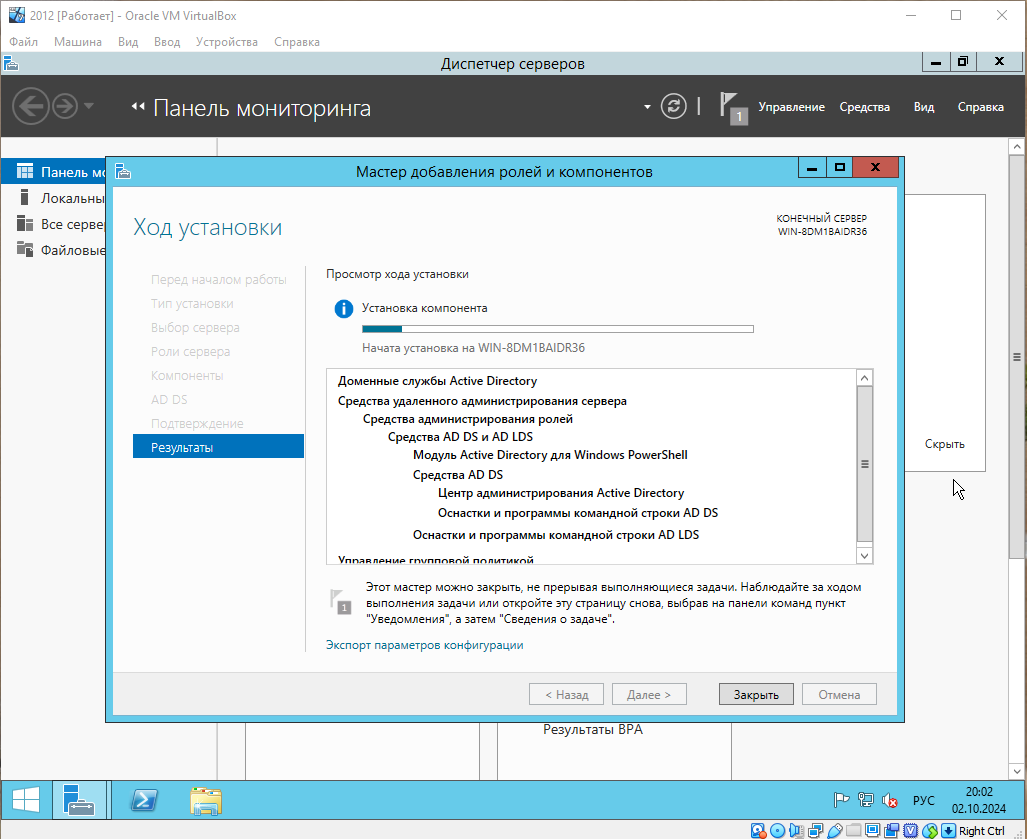 2012 [Работает] - Oracle VM VirtualBox
Файл Машина Вид Ввод Устройства Справка
Диспетчер серверов
Панель мониторинга
1
Управление Средства Вид Справка
Панель
Локальны
Все
Файловые
Мастер добавления ролей и компонентов
Ход установки
КОНЕЧНЫЙ СЕРВЕР
WIN-8DM1BAIDR36
Перед началом работы
Тип установки
Выбор сервера
Роли сервера
Компоненты
AD DS
Подтверждение
Результаты
Просмотр хода установки
Установка компонента
Начата установка на WIN-8DM1BAIDR36
Доменные службы Active Directory
Средства удаленного администрирования сервера
Средства администрирования ролей
Средства AD DS и AD LDS
Модуль Active Directory для Windows PowerShell
Средства AD DS
Центр администрирования Active Directory
Оснастки и программы командной строки AD DS
Оснастки и программы командной строки AD LDS
Управление групповой политикой
1
Этот мастер можно закрыть, не прерывая выполняющиеся задачи. Наблюдайте за ходом
выполнения задачи или откройте эту страницу снова, выбрав на панели команд пункт
"Уведомления", а затем "Сведения о задаче".
Экспорт параметров конфигурации
< Назад Далее > Закрыть Отмена
Скрыть
Результаты BPA
РУС
20:02
02.10.2024
Right Ctrl